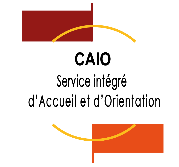 CAIO
Service intégré
d'Accueil et d'Orientation